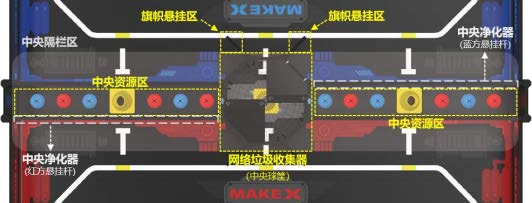 MAKEX
旗帜悬挂区
旗帜悬挂区
中央隔栏区
中央净化器
(蓝方悬挂杆)
中央资源区
中央资源区
中央净化器
(红方悬挂杆)
网络垃圾收集器
(中央球筐)
MAKEX